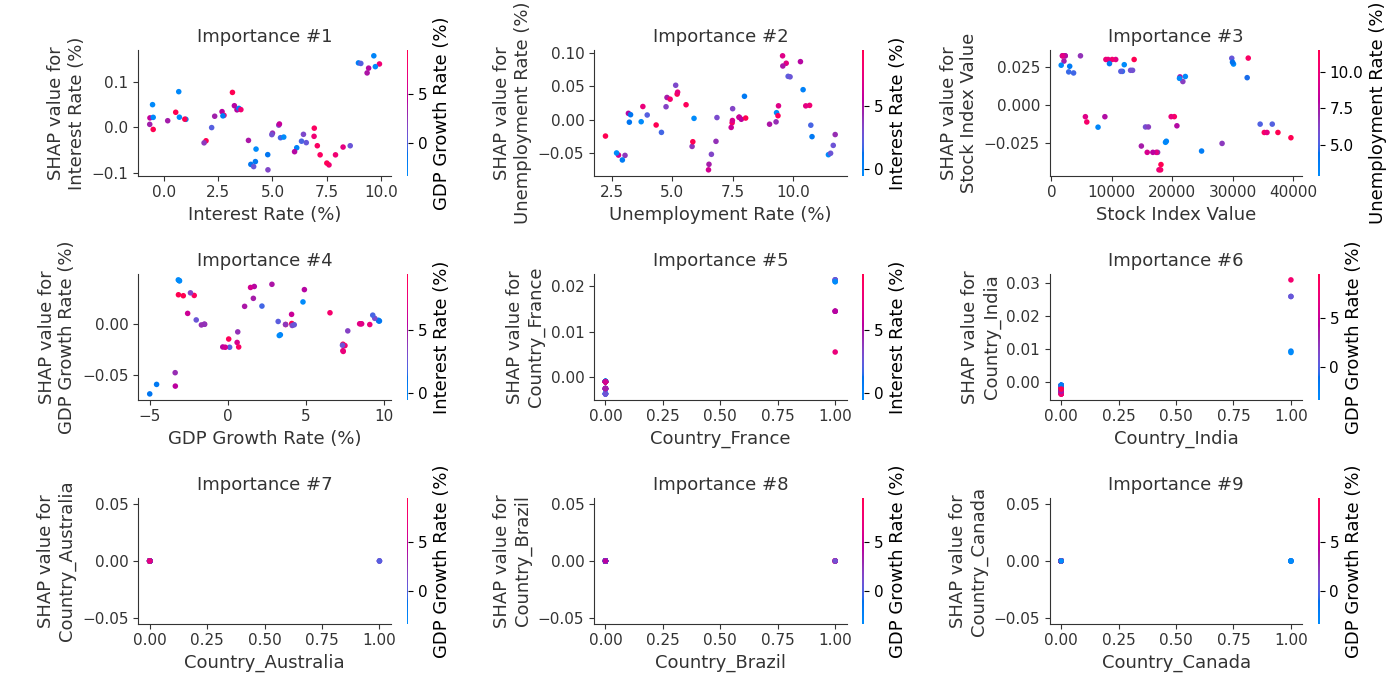 Importance #1
SHAP value for
Interest Rate (%)
0.1
0.0
−0.1
0.0
2.5
5.0
7.5
10.0
Interest Rate (%)
5
0
GDP Growth Rate (%)
Importance #2
SHAP value for
Unemployment Rate (%)
0.10
0.05
0.00
−0.05
2.5
5.0
7.5
10.0
Unemployment Rate (%)
5
0
Interest Rate (%)
Importance #3
SHAP value for
Stock Index Value
0.025
0.000
−0.025
0
10000
20000
30000
40000
Stock Index Value
10.0
7.5
5.0
Unemployment Rate (%)
Importance #4
SHAP value for
GDP Growth Rate (%)
0.00
−0.05
−5
0
5
10
GDP Growth Rate (%)
5
0
Interest Rate (%)
Importance #5
SHAP value for
Country_France
0.02
0.01
0.00
0.00
0.25
0.50
0.75
1.00
Country_France
5
0
Interest Rate (%)
Importance #6
SHAP value for
Country_India
0.03
0.02
0.01
0.00
0.00
0.25
0.50
0.75
1.00
Country_India
5
0
GDP Growth Rate (%)
Importance #7
SHAP value for
Country_Australia
0.05
0.00
−0.05
0.00
0.25
0.50
0.75
1.00
Country_Australia
5
0
GDP Growth Rate (%)
Importance #8
SHAP value for
Country_Brazil
0.05
0.00
−0.05
0.00
0.25
0.50
0.75
1.00
Country_Brazil
5
0
GDP Growth Rate (%)
Importance #9
SHAP value for
Country_Canada
0.05
0.00
−0.05
0.00
0.25
0.50
0.75
1.00
Country_Canada
5
0
GDP Growth Rate (%)